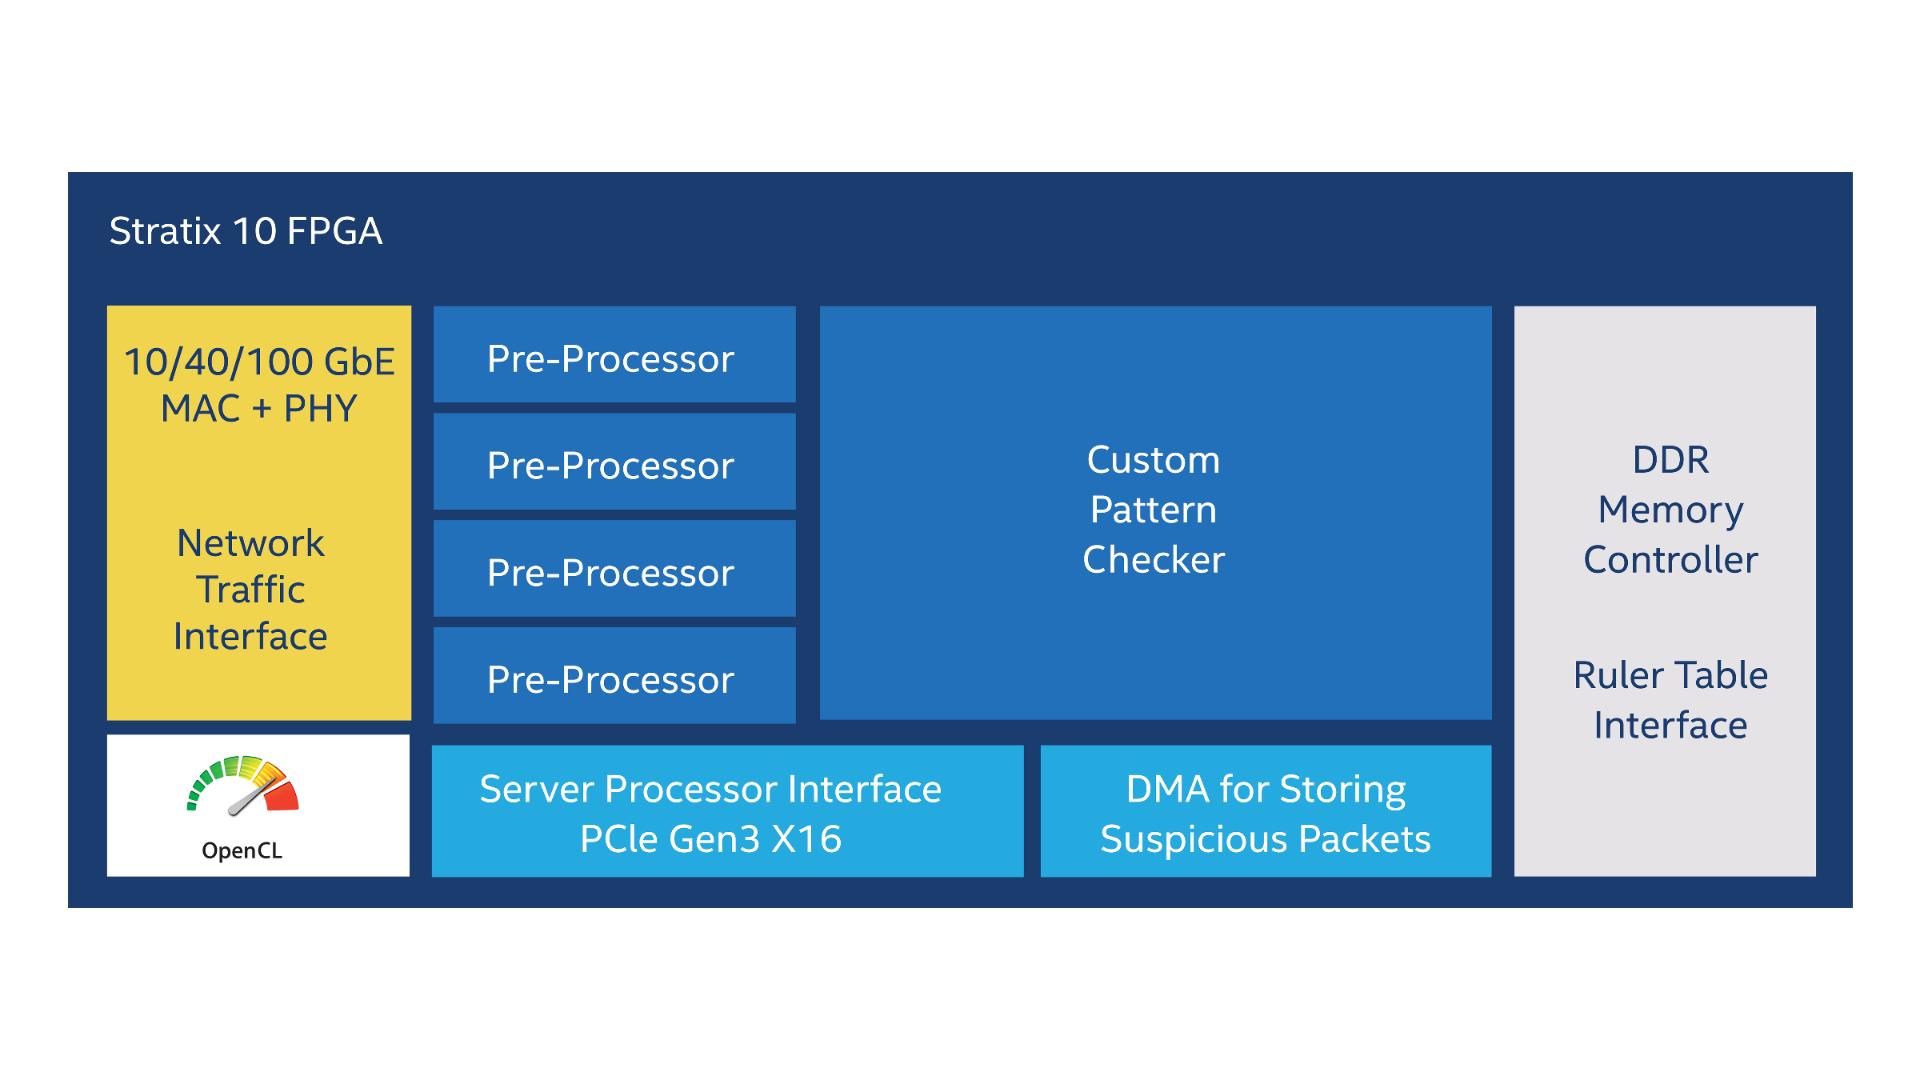 Stratix 10 FPGA
10/40/100 GbE
MAC + PHY
Network
Traffic
Interface
Pre-Processor
Pre-Processor
Pre-Processor
Pre-Processor
Custom
Pattern
Checker
DDR
Memory
Controller
Ruler Table
Interface
OpenCL
Server Processor Interface
PCle Gen3 X16
DMA for Storing
Suspicious Packets